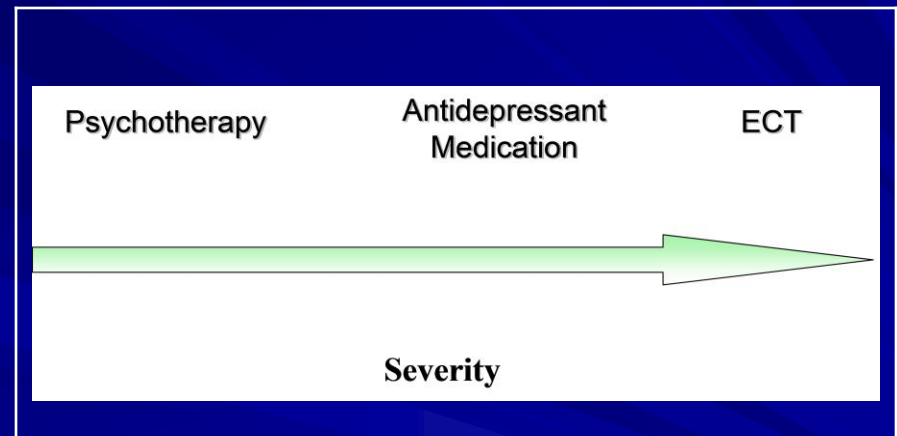 Psychotherapy
Antidepressant
Medication
ECT
Severity